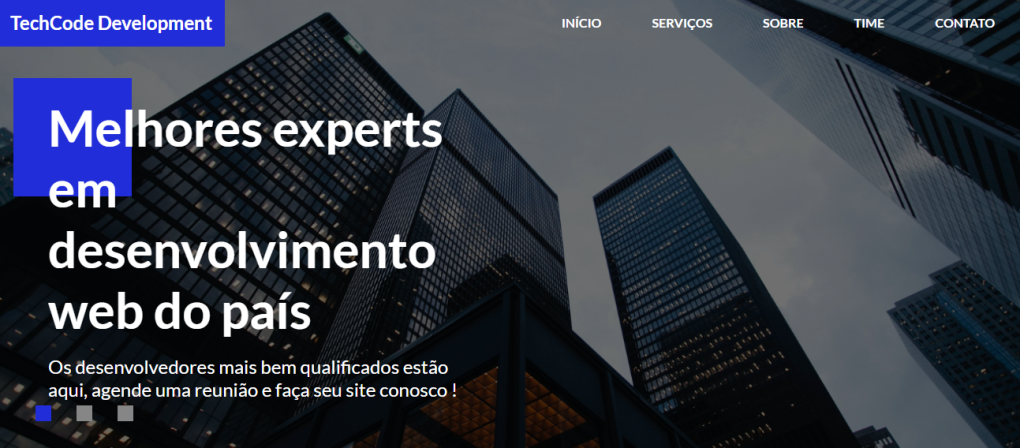 TechCode Development
INÍCIO
SERVIÇOS
SOBRE
TIME
CONTATO
Melhores experts
em
desenvolvimento
web do país
Os desenvolvedores mais bem qualificados estão
aqui, agende uma reunião e faça seu site conosco !